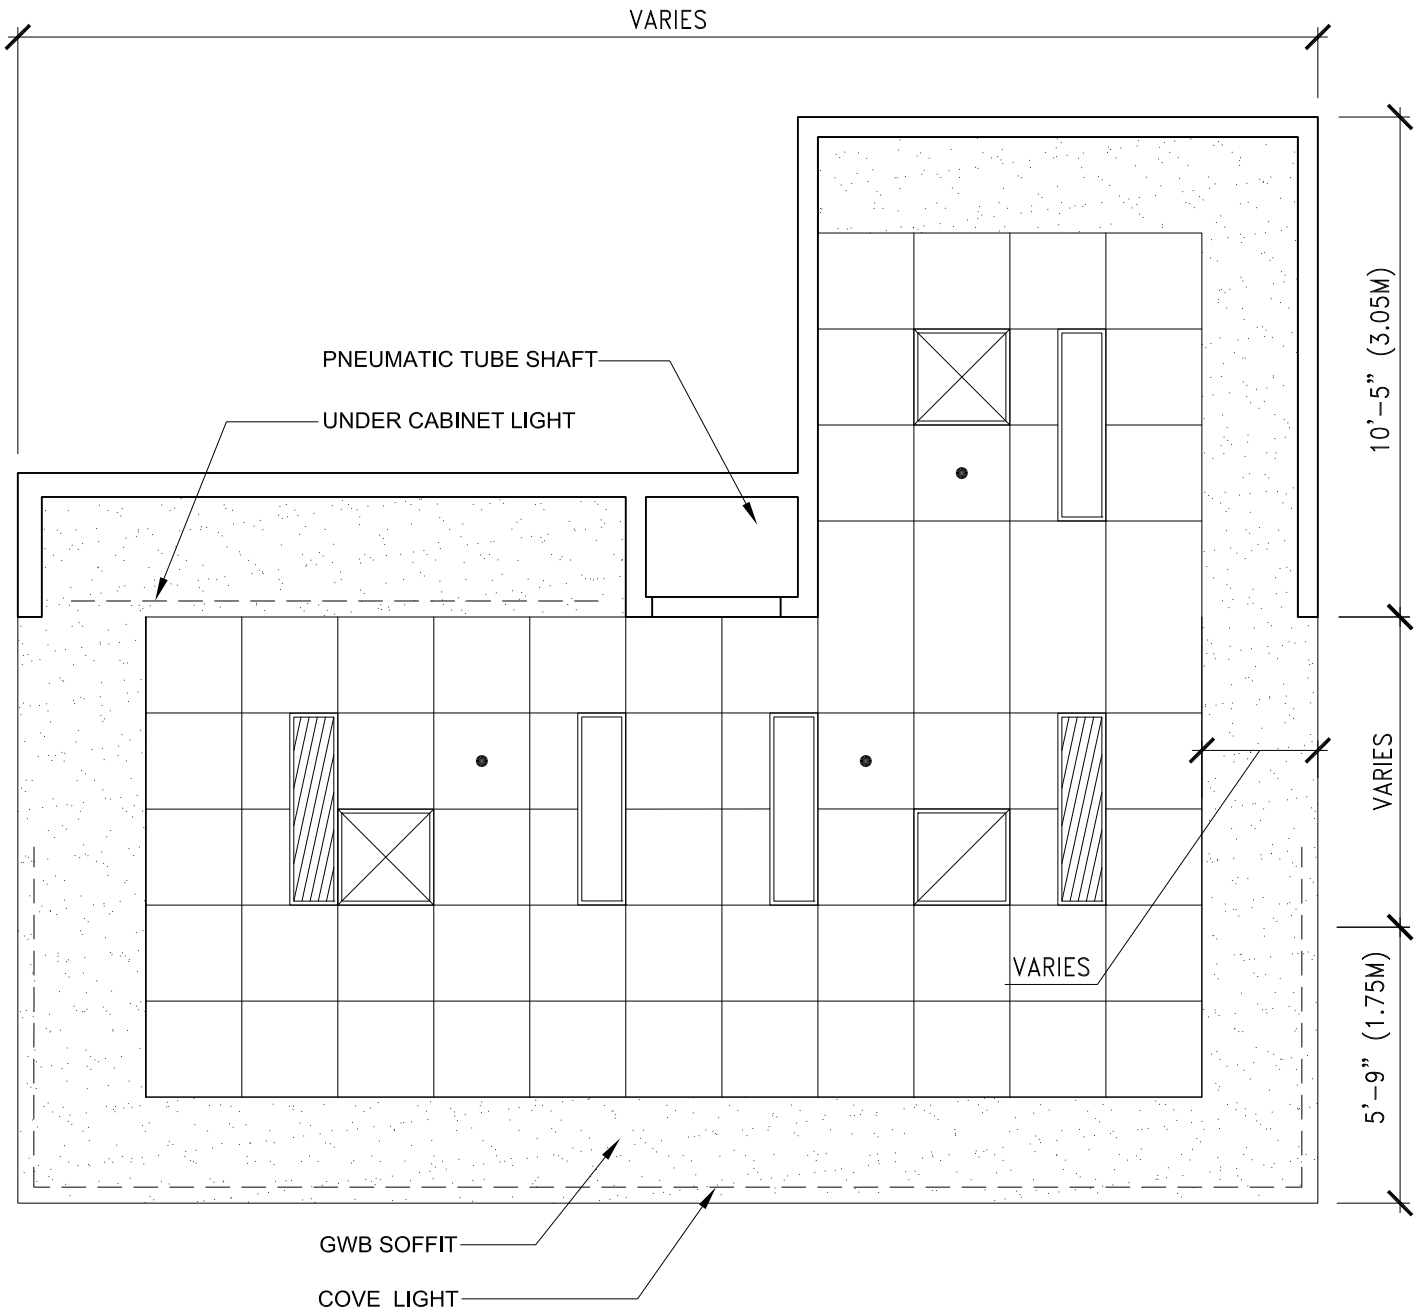 VARIES
10'-5" (3.05M)
PNEUMATIC TUBE SHAFT
UNDER CABINET LIGHT
VARIES
VARIES
5'-9" (1.75M)
GWB SOFFIT
COVE LIGHT